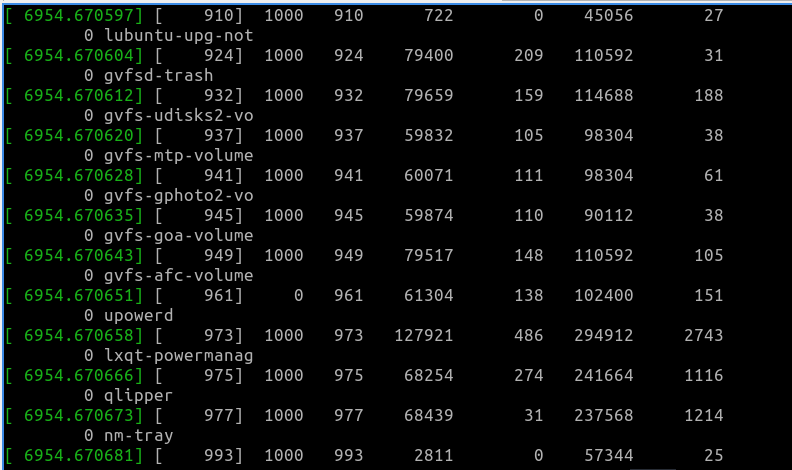 [ 6954.670597] [    910]  1000   910      722        0    45056       27
        0 lubuntu-upg-not
[ 6954.670604] [    924]  1000   924    79400      209   110592       31
        0 gvfsd-trash
[ 6954.670612] [    932]  1000   932    79659      159   114688      188
        0 gvfs-udisks2-vo
[ 6954.670620] [    937]  1000   937    59832      105    98304       38
        0 gvfs-mtp-volume
[ 6954.670628] [    941]  1000   941    60071      111    98304       61
        0 gvfs-gphoto2-vo
[ 6954.670635] [    945]  1000   945    59874      110    90112       38
        0 gvfs-goa-volume
[ 6954.670643] [    949]  1000   949    79517      148   110592      105
        0 gvfs-afc-volume
[ 6954.670651] [    961]     0   961    61304      138   102400      151
        0 upowerd
[ 6954.670658] [    973]  1000   973   127921      486   294912     2743
        0 lxqt-powermanag
[ 6954.670666] [    975]  1000   975    68254      274   241664     1116
        0 qlipper
[ 6954.670673] [    977]  1000   977    68439       31   237568     1214
        0 nm-tray
[ 6954.670681] [    993]  1000   993     2811        0    57344       25